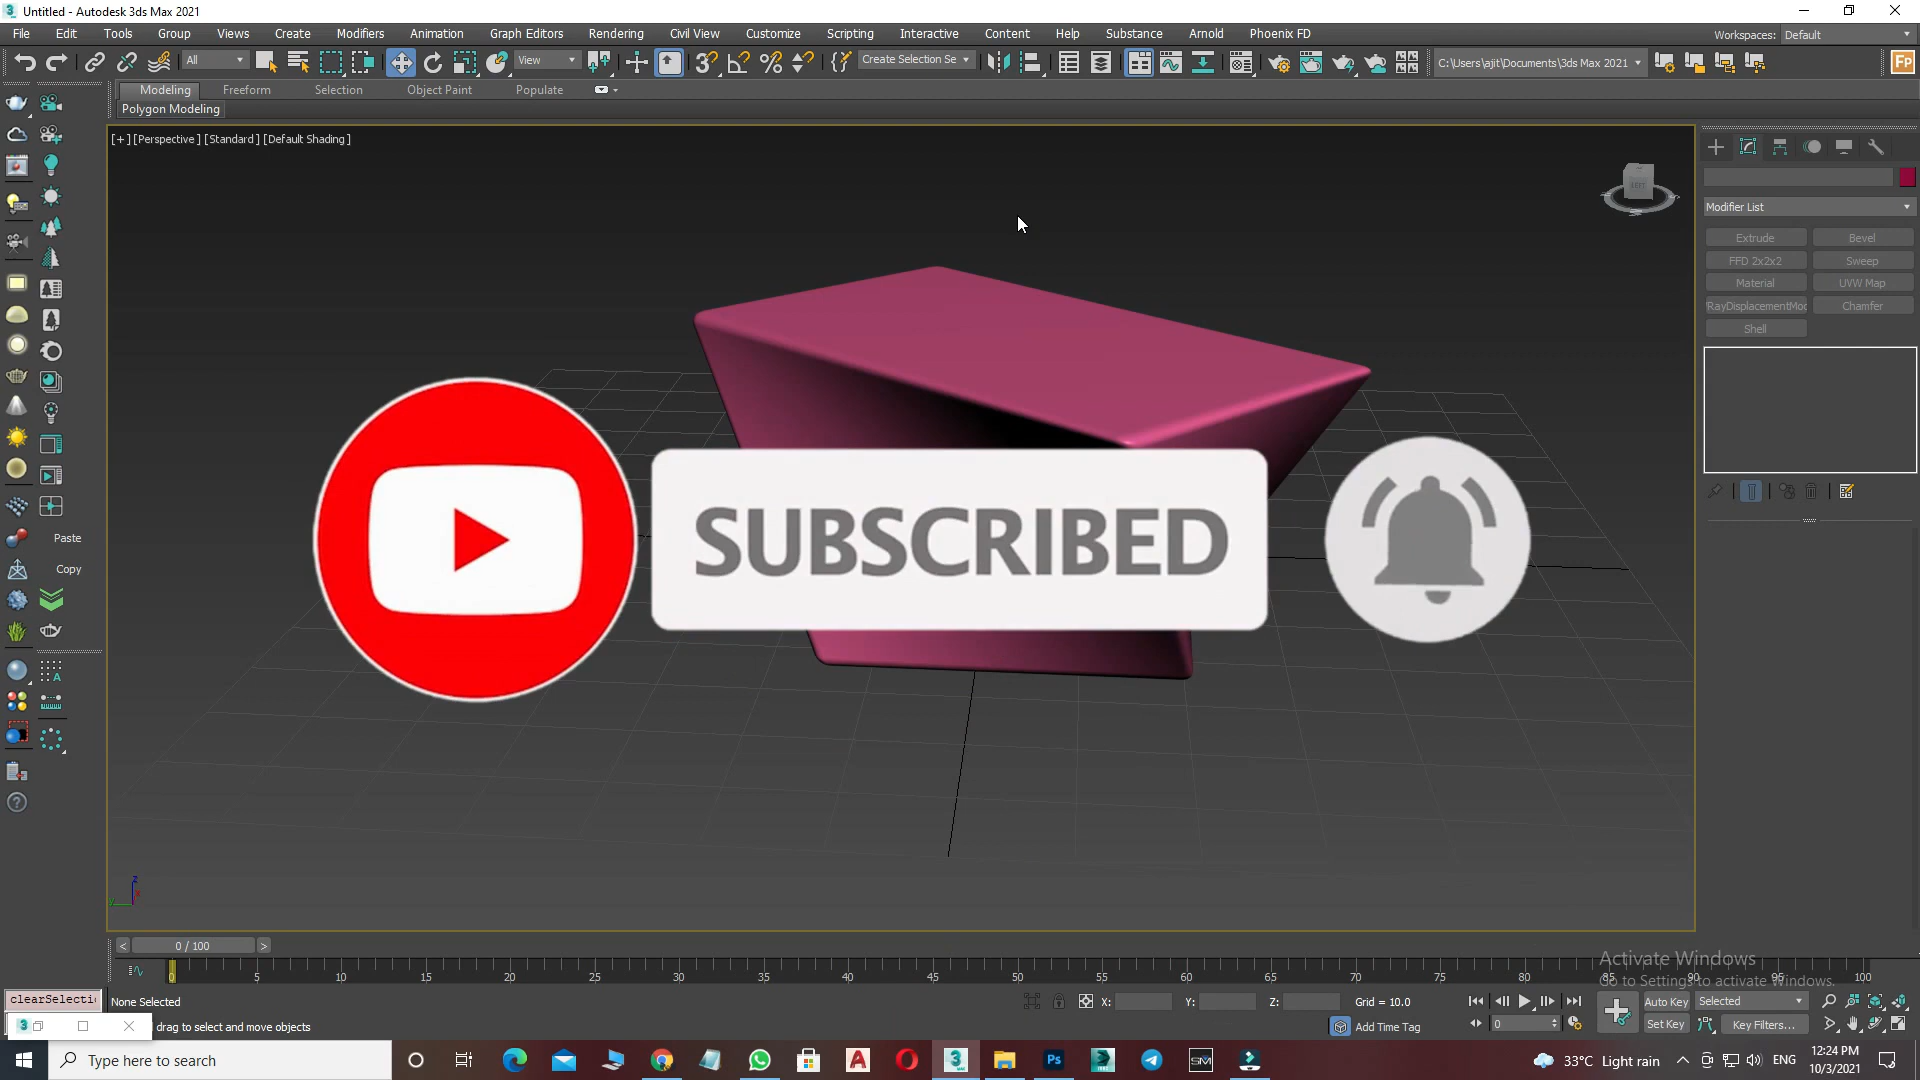 Untitled - Autodesk 3ds Max 2021
File Edit Tools Group Views Create Modifiers Animation Graph Editors Rendering Civil View Customize Scripting Interactive Content Help Substance Arnold Phoenix FD
Workspaces: Default
All View Create Selection Se C:\Users\ajit\Documents\3ds Max 2021 Fp
Modeling Freeform Selection Object Paint Populate
Polygon Modeling
[+] [Perspective] [Standard] [Default Shading]
LEFT
Modifier List
Extrude Bevel
FFD 2x2x2 Sweep
Material UVW Map
RayDisplacementMod Chamfer
Shell
SUBSCRIBED
Paste
Copy
z
x
y
< 0 / 100 >
0 5 10 15 20 25 30 35 40 45 50 55 60 65 70 75 80 85 90 95 100
Activate Windows
Go to Settings to activate Windows.
clearSelecti None Selected X: Y: Z: Grid = 10.0 Auto Key Selected
drag to select and move objects Add Time Tag 0 Set Key Key Filters...
Type here to search
33°C Light rain ENG
12:24 PM
10/3/2021